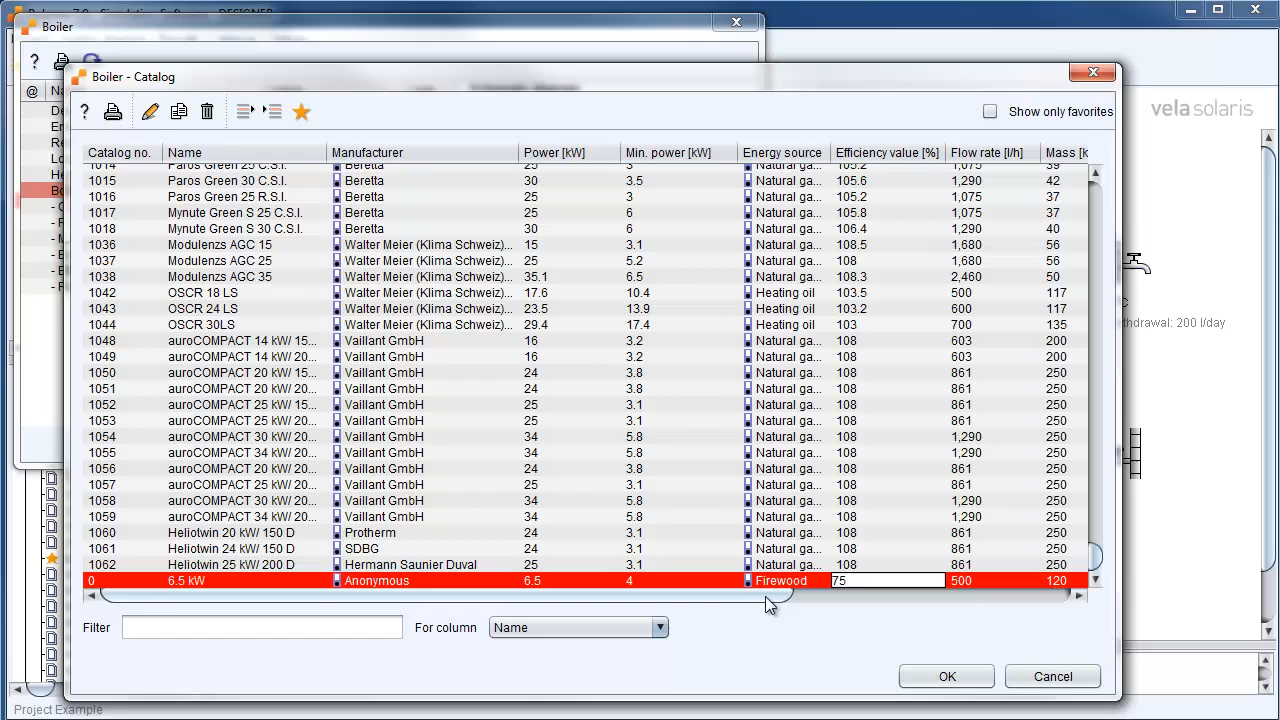 Boiler
Boiler - Catalog
Show only favorites
vela solaris
@
Catalog no. Name Manufacturer Power [kW] Min. power [kW] Energy source Efficiency value [%] Flow rate [l/h] Mass [k
1014 Paros Green 25 C.S.I. Beretta 25 3 Natural ga... 105.2 1,075 39
1015 Paros Green 30 C.S.I. Beretta 30 3.5 Natural ga... 105.6 1,290 42
1016 Paros Green 25 R.S.I. Beretta 25 3 Natural ga... 105.2 1,075 37
1017 Mynute Green S 25 C.S.I. Beretta 25 6 Natural ga... 105.8 1,075 37
1018 Mynute Green S 30 C.S.I. Beretta 30 6 Natural ga... 106.4 1,290 40
1036 Modulenzs AGC 15 Walter Meier (Klima Schweiz)... 15 3.1 Natural ga... 108.5 1,680 56
1037 Modulenzs AGC 25 Walter Meier (Klima Schweiz)... 25 5.2 Natural ga... 108 1,680 56
1038 Modulenzs AGC 35 Walter Meier (Klima Schweiz)... 35.1 6.5 Natural ga... 108.3 2,460 50
1042 OSCR 18 LS Walter Meier (Klima Schweiz)... 17.6 10.4 Heating oil 103.5 500 117
1043 OSCR 24 LS Walter Meier (Klima Schweiz)... 23.5 13.9 Heating oil 103.2 600 117
1044 OSCR 30LS Walter Meier (Klima Schweiz)... 29.4 17.4 Heating oil 103 700 135
1048 auroCOMPACT 14 kW/ 15... Vaillant GmbH 16 3.2 Natural ga... 108 603 200
1049 auroCOMPACT 14 kW/ 20... Vaillant GmbH 16 3.2 Natural ga... 108 603 200
1050 auroCOMPACT 20 kW/ 15... Vaillant GmbH 24 3.8 Natural ga... 108 861 250
1051 auroCOMPACT 20 kW/ 20... Vaillant GmbH 24 3.8 Natural ga... 108 861 250
1052 auroCOMPACT 25 kW/ 15... Vaillant GmbH 25 3.1 Natural ga... 108 861 250
1053 auroCOMPACT 25 kW/ 20... Vaillant GmbH 25 3.1 Natural ga... 108 861 250
1054 auroCOMPACT 30 kW/ 20... Vaillant GmbH 34 5.8 Natural ga... 108 1,290 250
1055 auroCOMPACT 34 kW/ 20... Vaillant GmbH 34 5.8 Natural ga... 108 1,290 250
1056 auroCOMPACT 20 kW/ 20... Vaillant GmbH 24 3.8 Natural ga... 108 861 250
1057 auroCOMPACT 25 kW/ 20... Vaillant GmbH 25 3.1 Natural ga... 108 861 250
1058 auroCOMPACT 30 kW/ 20... Vaillant GmbH 34 5.8 Natural ga... 108 1,290 250
1059 auroCOMPACT 34 kW/ 20... Vaillant GmbH 34 5.8 Natural ga... 108 1,290 250
1060 Heliotwin 20 kW/ 150 D Protherm 24 3.1 Natural ga... 108 861 250
1061 Heliotwin 24 kW/ 150 D SDBG 24 3.1 Natural ga... 108 861 250
1062 Heliotwin 25 kW/ 200 D Hermann Saunier Duval 25 3.1 Natural ga... 108 861 250
0 6.5 kW Anonymous 6.5 4 Firewood 75 500 120
thdrawal: 200 l/day
Filter For column Name
OK Cancel
Project Example